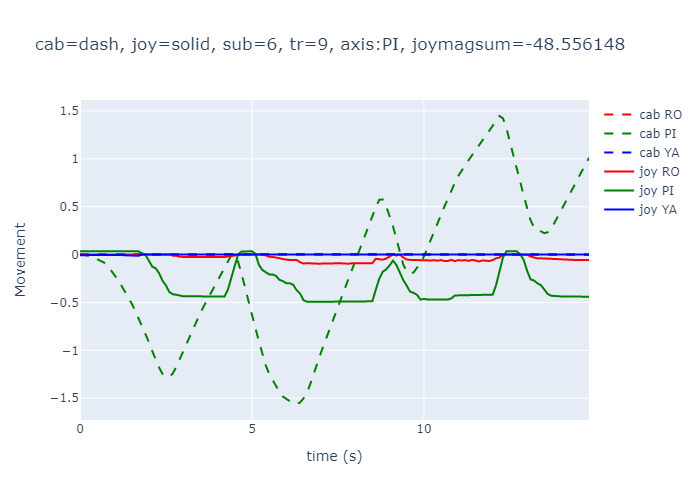 cab=dash, joy=solid, sub=6, tr=9, axis:PI, joymagsum=-48.556148
Movement
1.5
1
0.5
0
−0.5
−1
−1.5
0
5
10
time (s)
cab RO
cab PI
cab YA
joy RO
joy PI
joy YA